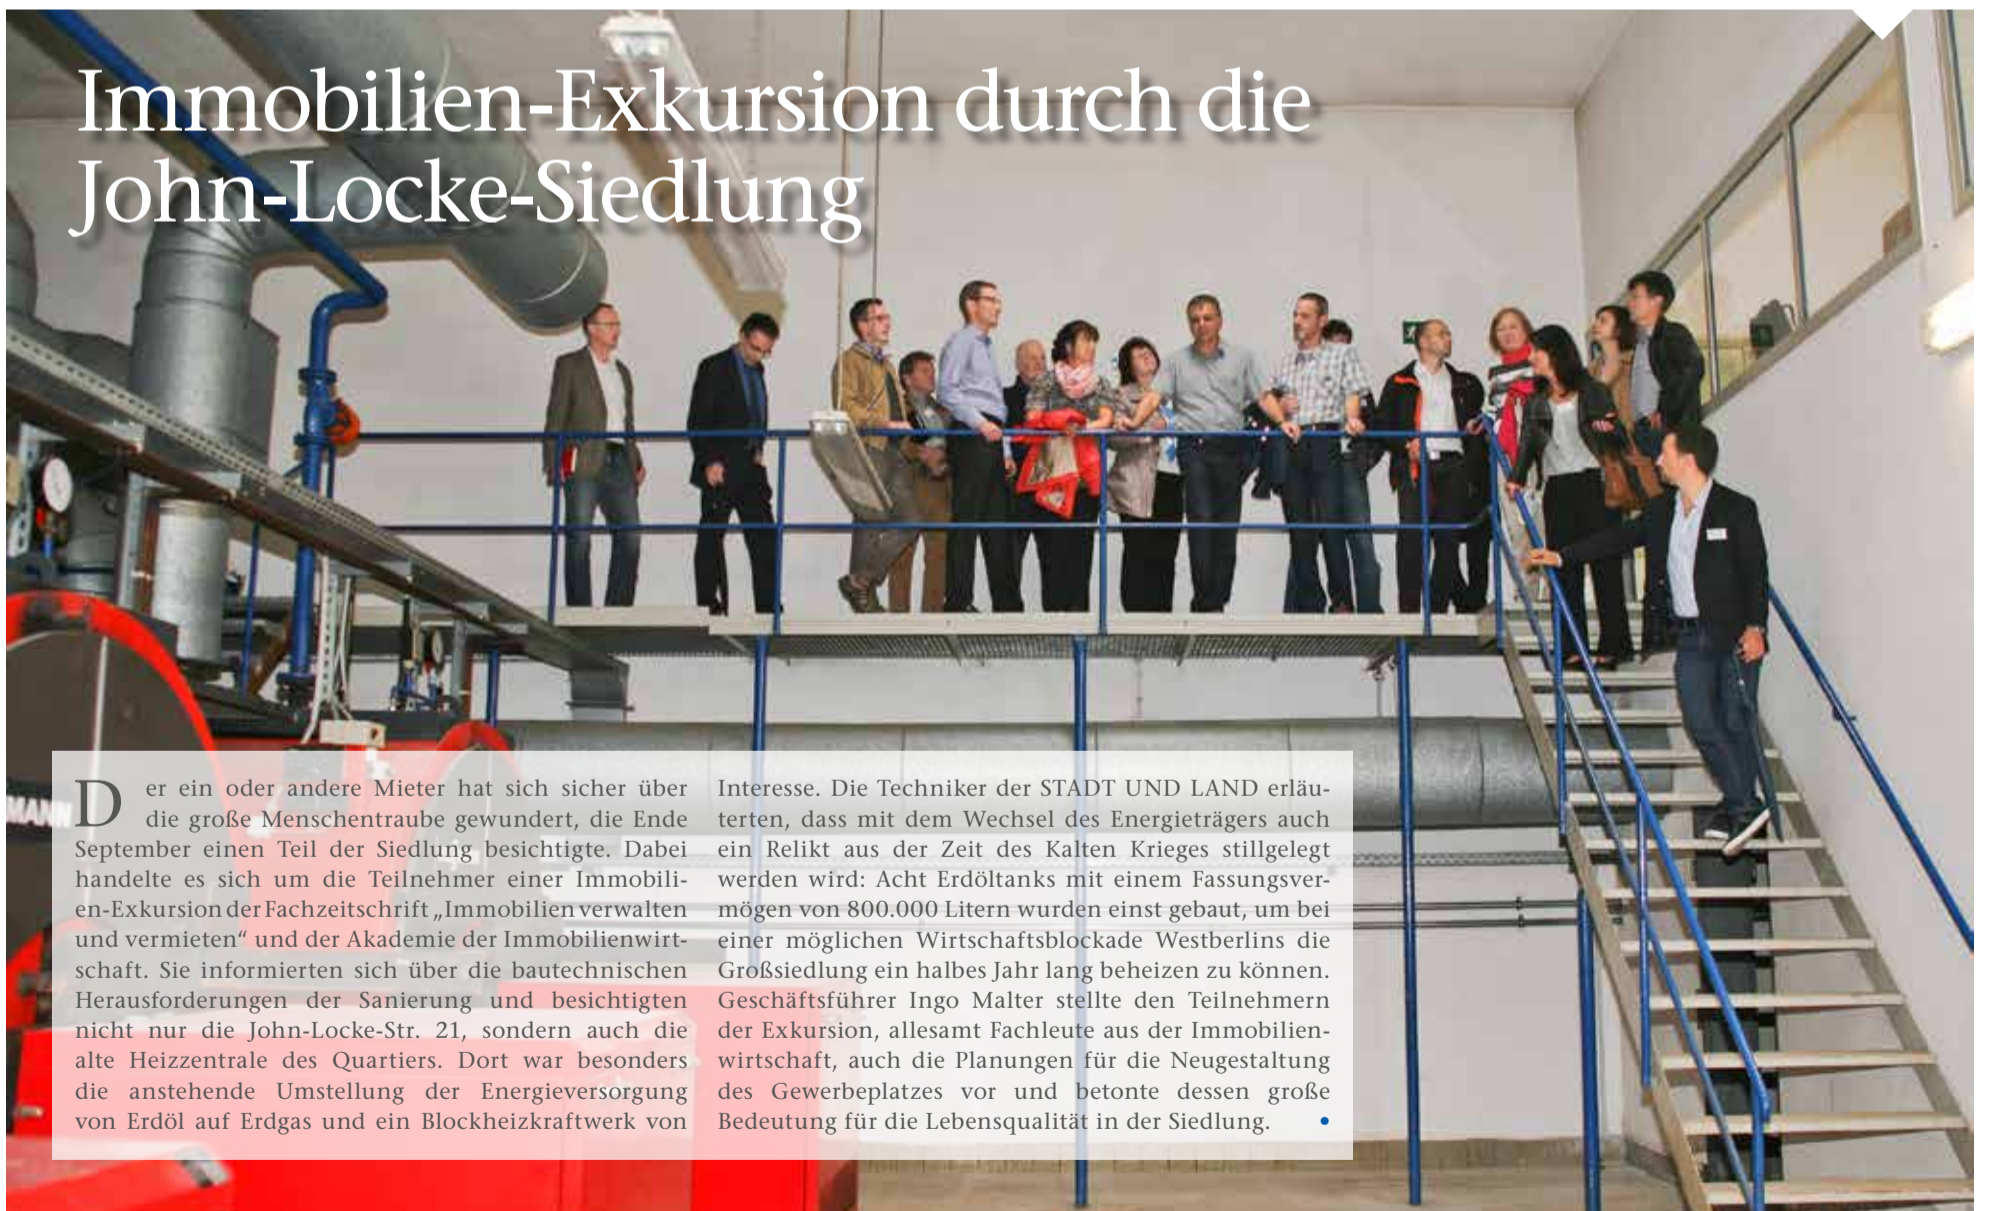 Immobilien-Exkursion durch die
John-Locke-Siedlung
MANN
Der ein oder andere Mieter hat sich sicher über
die große Menschentraube gewundert, die Ende
September einen Teil der Siedlung besichtigte. Dabei
handelte es sich um die Teilnehmer einer Immobili-
en-Exkursion der Fachzeitschrift „Immobilien verwalten
und vermieten“ und der Akademie der Immobilienwirt-
schaft. Sie informierten sich über die bautechnischen
Herausforderungen der Sanierung und besichtigten
nicht nur die John-Locke-Str. 21, sondern auch die
alte Heizzentrale des Quartiers. Dort war besonders
die anstehende Umstellung der Energieversorgung
von Erdöl auf Erdgas und ein Blockheizkraftwerk von
Interesse. Die Techniker der STADT UND LAND erläu-
terten, dass mit dem Wechsel des Energieträgers auch
ein Relikt aus der Zeit des Kalten Krieges stillgelegt
werden wird: Acht Erdöltanks mit einem Fassungsver-
mögen von 800.000 Litern wurden einst gebaut, um bei
einer möglichen Wirtschaftsblockade Westberlins die
Großsiedlung ein halbes Jahr lang beheizen zu können.
Geschäftsführer Ingo Malter stellte den Teilnehmern
der Exkursion, allesamt Fachleute aus der Immobilien-
wirtschaft, auch die Planungen für die Neugestaltung
des Gewerbeplatzes vor und betonte dessen große
Bedeutung für die Lebensqualität in der Siedlung. •